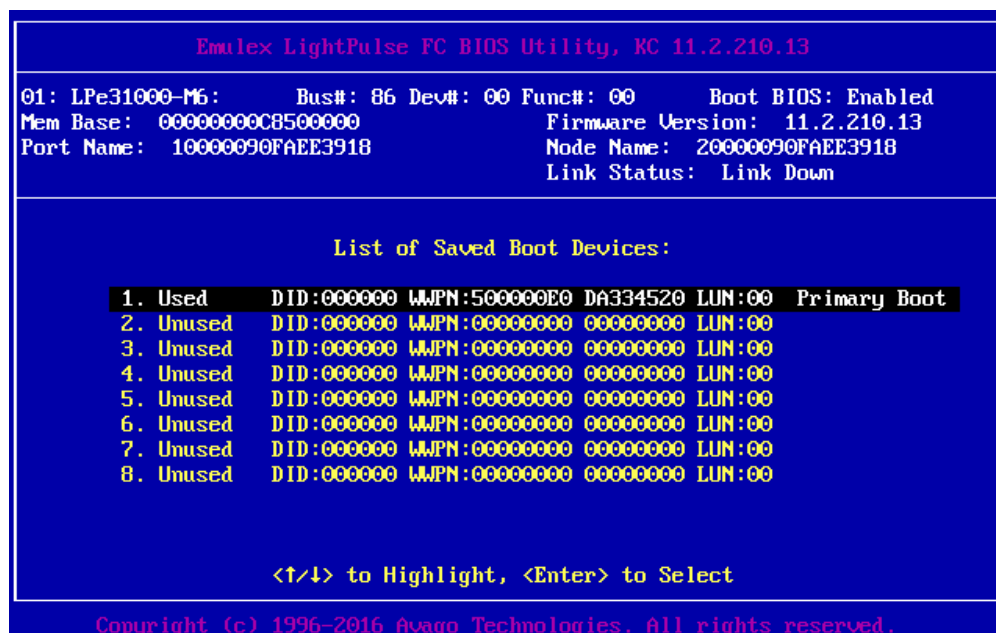 Emulex LightPulse FC BIOS Utility, KC 11.2.210.13
01: LPe31000-M6: Bus#: 86 Dev#: 00 Func#: 00 Boot BIOS: Enabled
Mem Base: 00000000C8500000 Firmware Version: 11.2.210.13
Port Name: 10000090FAEE3918 Node Name: 20000090FAEE3918
Link Status: Link Down
List of Saved Boot Devices:
1. Used DID:000000 WWPN:500000E0 DA334520 LUN:00 Primary Boot
2. Unused DID:000000 WWPN:00000000 00000000 LUN:00
3. Unused DID:000000 WWPN:00000000 00000000 LUN:00
4. Unused DID:000000 WWPN:00000000 00000000 LUN:00
5. Unused DID:000000 WWPN:00000000 00000000 LUN:00
6. Unused DID:000000 WWPN:00000000 00000000 LUN:00
7. Unused DID:000000 WWPN:00000000 00000000 LUN:00
8. Unused DID:000000 WWPN:00000000 00000000 LUN:00
<↑/↓> to Highlight, <Enter> to Select
Copyright (c) 1996-2016 Avago Technologies. All rights reserved.